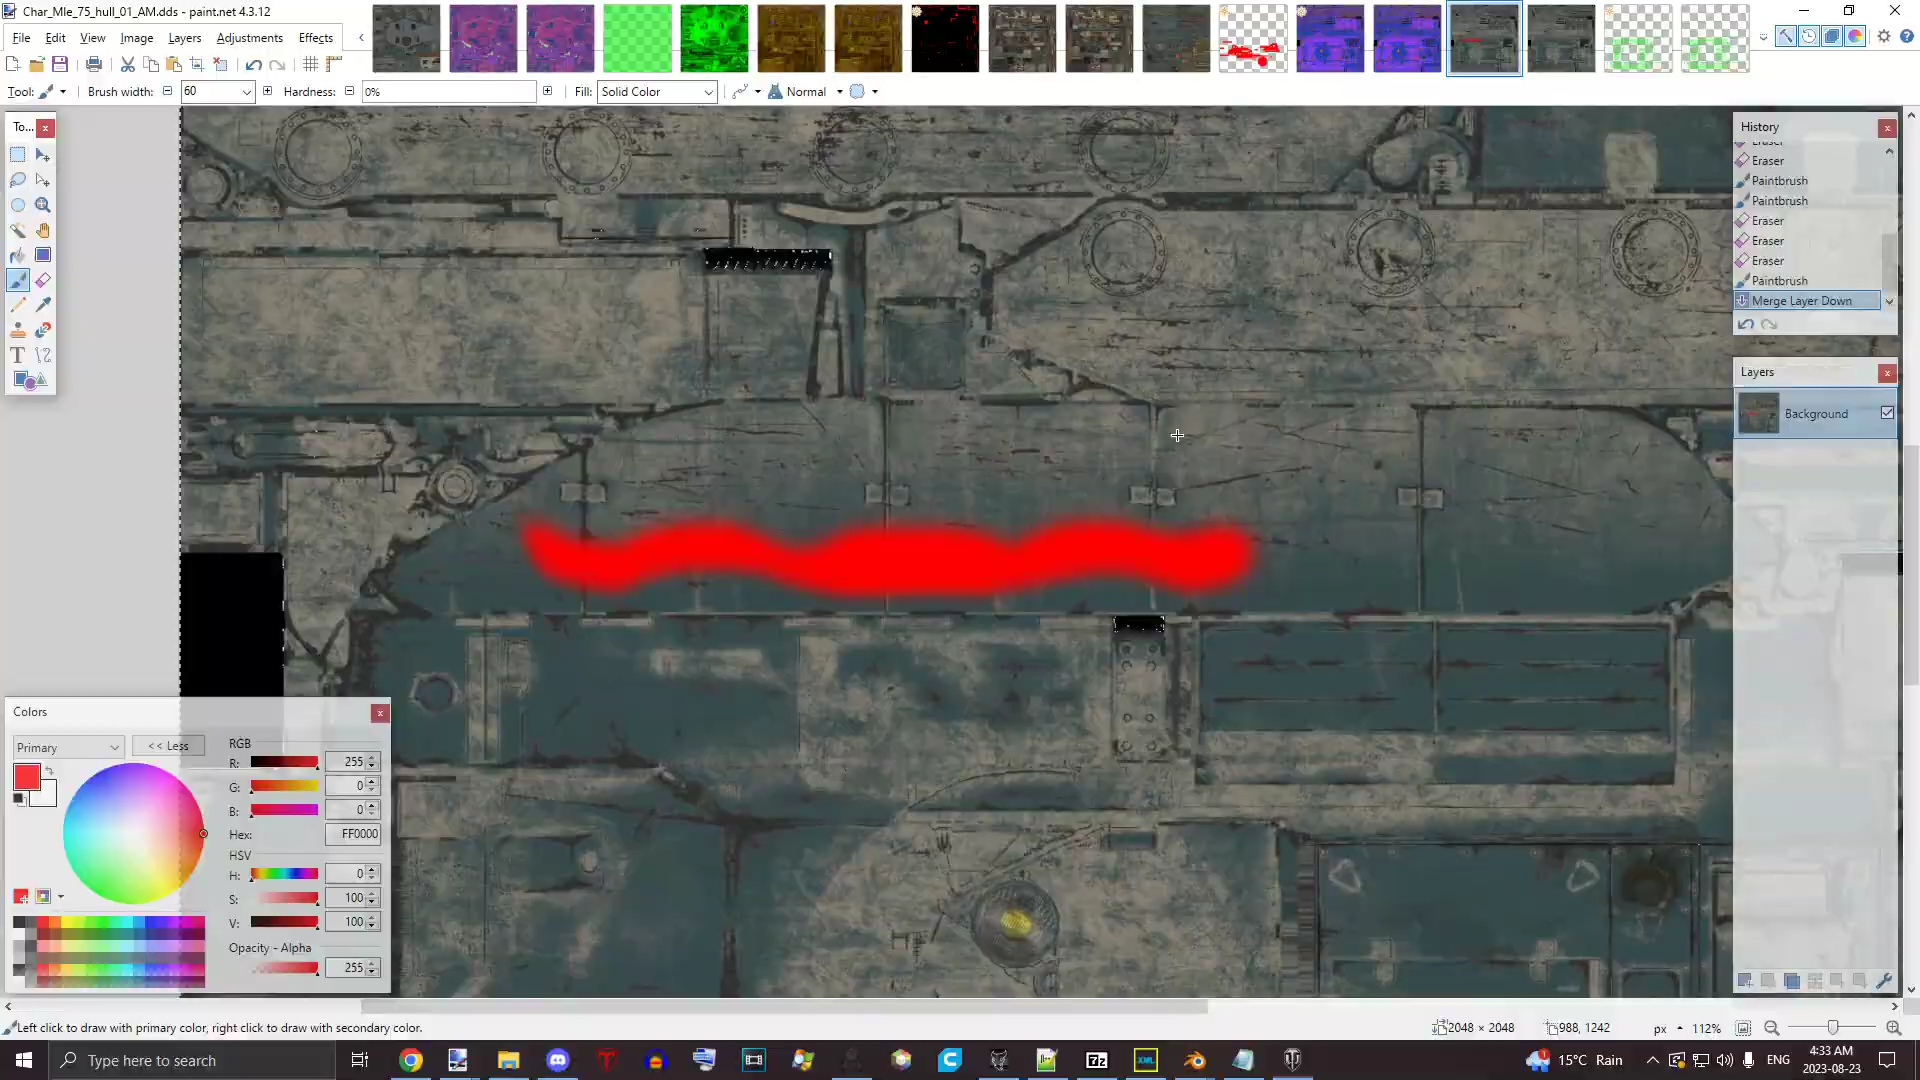 Char_Mle_75_hull_01_AM.dds - paint.net 4.3.12
File Edit View Image Layers Adjustments Effects
Tool: Brush width: 60 Hardness: 0% Fill: Solid Color Normal
To...
History
Eraser
Eraser
Paintbrush
Paintbrush
Eraser
Eraser
Eraser
Paintbrush
Merge Layer Down
Layers
Background
Colors
Primary
<< Less
RGB
R: 255
G: 0
B: 0
Hex: FF0000
HSV
H: 0
S: 100
V: 100
Opacity - Alpha
255
Left click to draw with primary color, right click to draw with secondary color.
2048 × 2048
988, 1242
px
112%
Type here to search
7z
XML
15°C Rain
ENG
4:33 AM
2023-08-23